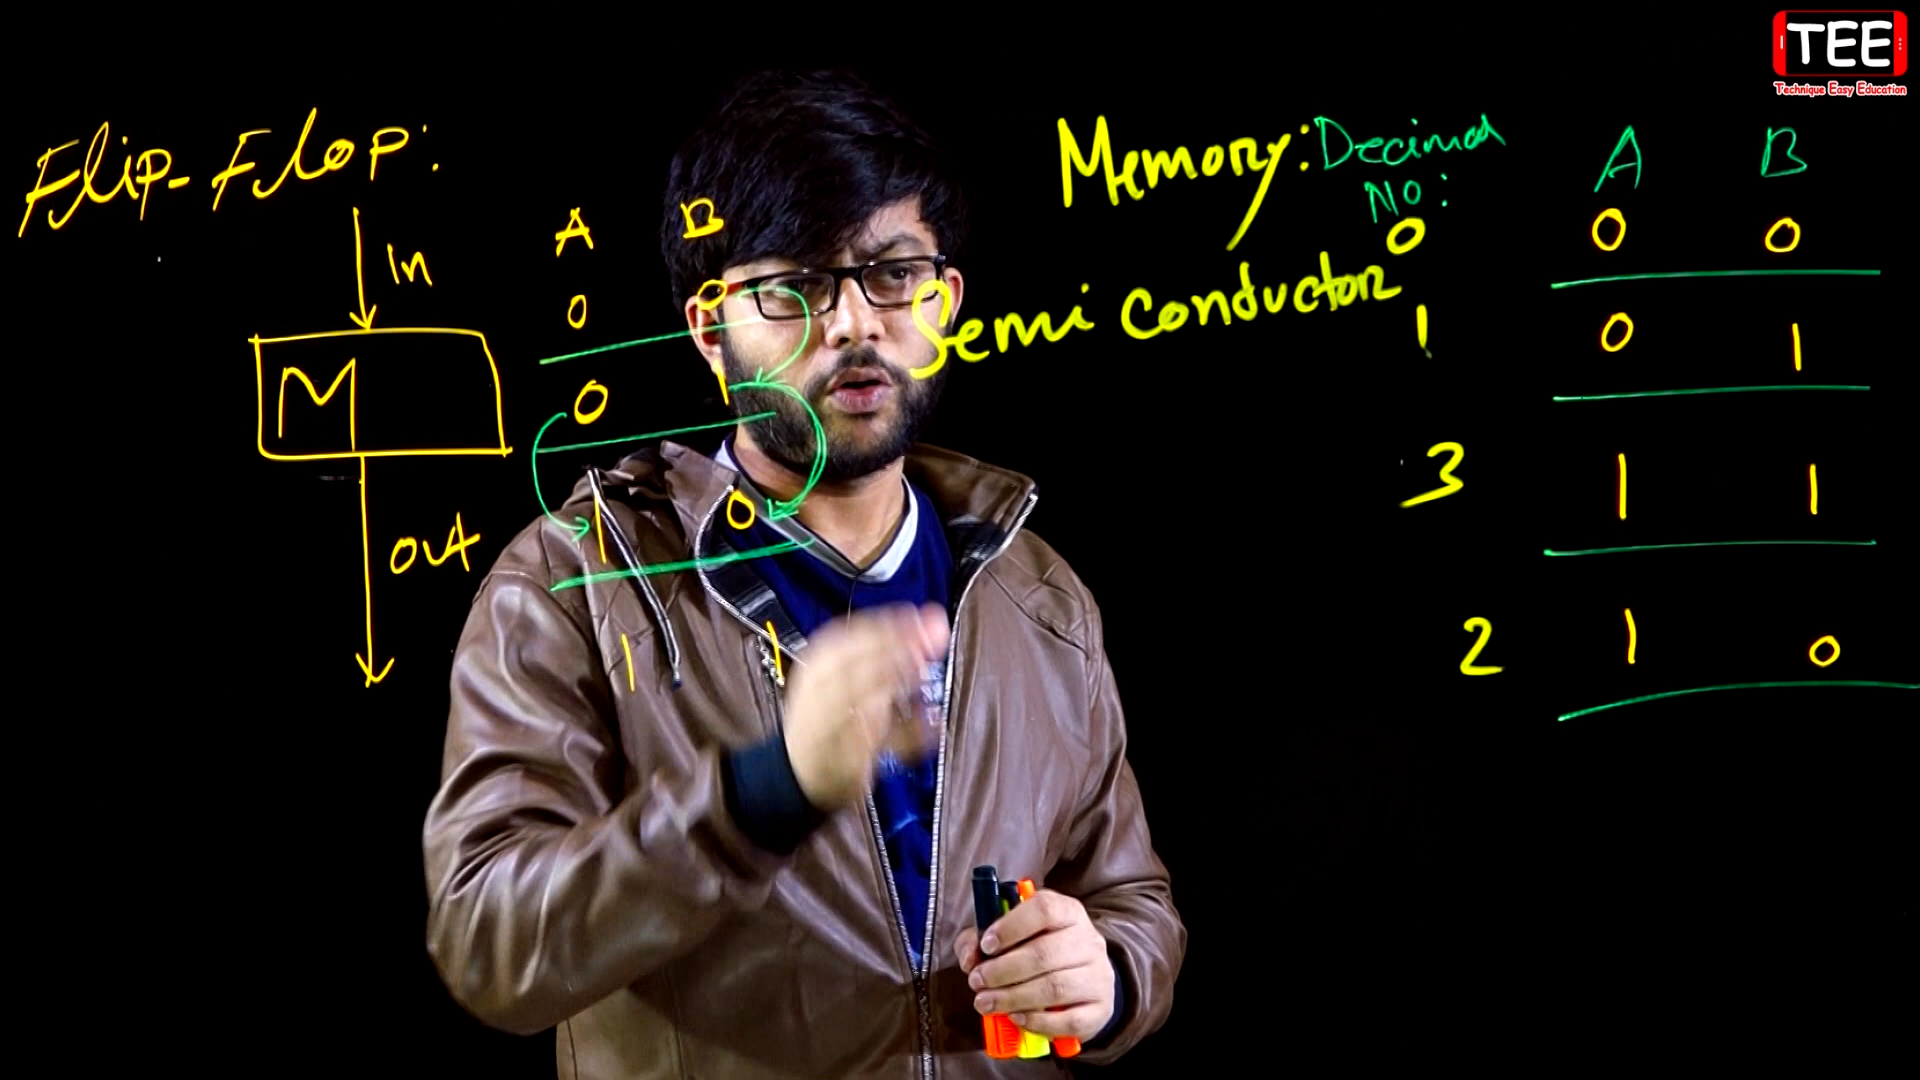 TEE
Technique Easy Education
Flip-Flop:
In
M
out
A B
0 0
0 1
1 0
1 1
Memory:
Semi conductor
Decimal A B
No:
0 0 0
1 0 1
3 1 1
2 1 0